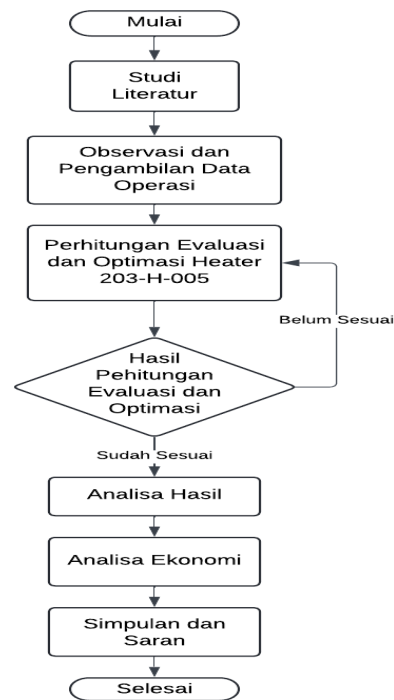 Mulai
Studi
Literatur
Observasi dan
Pengambilan Data
Operasi
Perhitungan Evaluasi
dan Optimasi Heater
203-H-005
Belum Sesuai
Hasil
Pehitungan
Evaluasi dan
Optimasi
Sudah Sesuai
Analisa Hasil
Analisa Ekonomi
Simpulan dan
Saran
Selesai